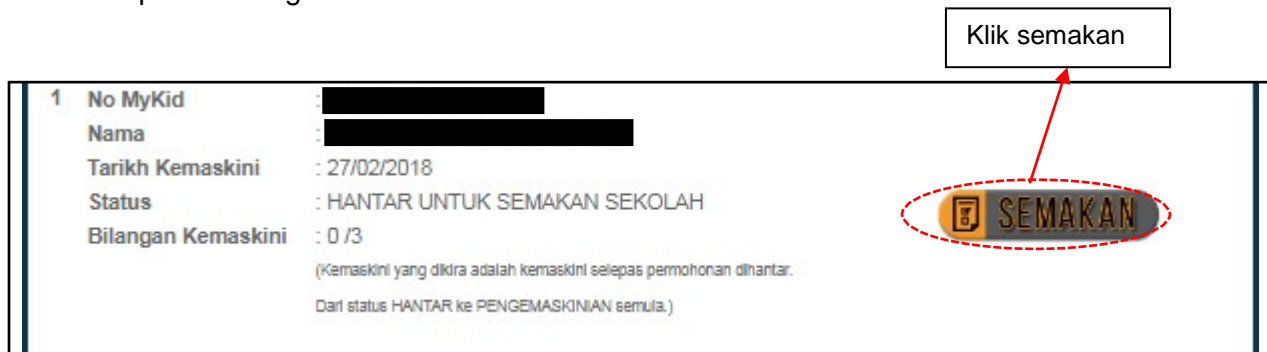 Klik semakan
1 No MyKid :
Nama :
Tarikh Kemaskini : 27/02/2018
Status : HANTAR UNTUK SEMAKAN SEKOLAH
SEMAKAN
Bilangan Kemaskini : 0 /3
(Kemaskini yang dikira adalah kemaskini selepas permohonan dihantar.
Dari status HANTAR ke PENGEMASKINIAN semula.)